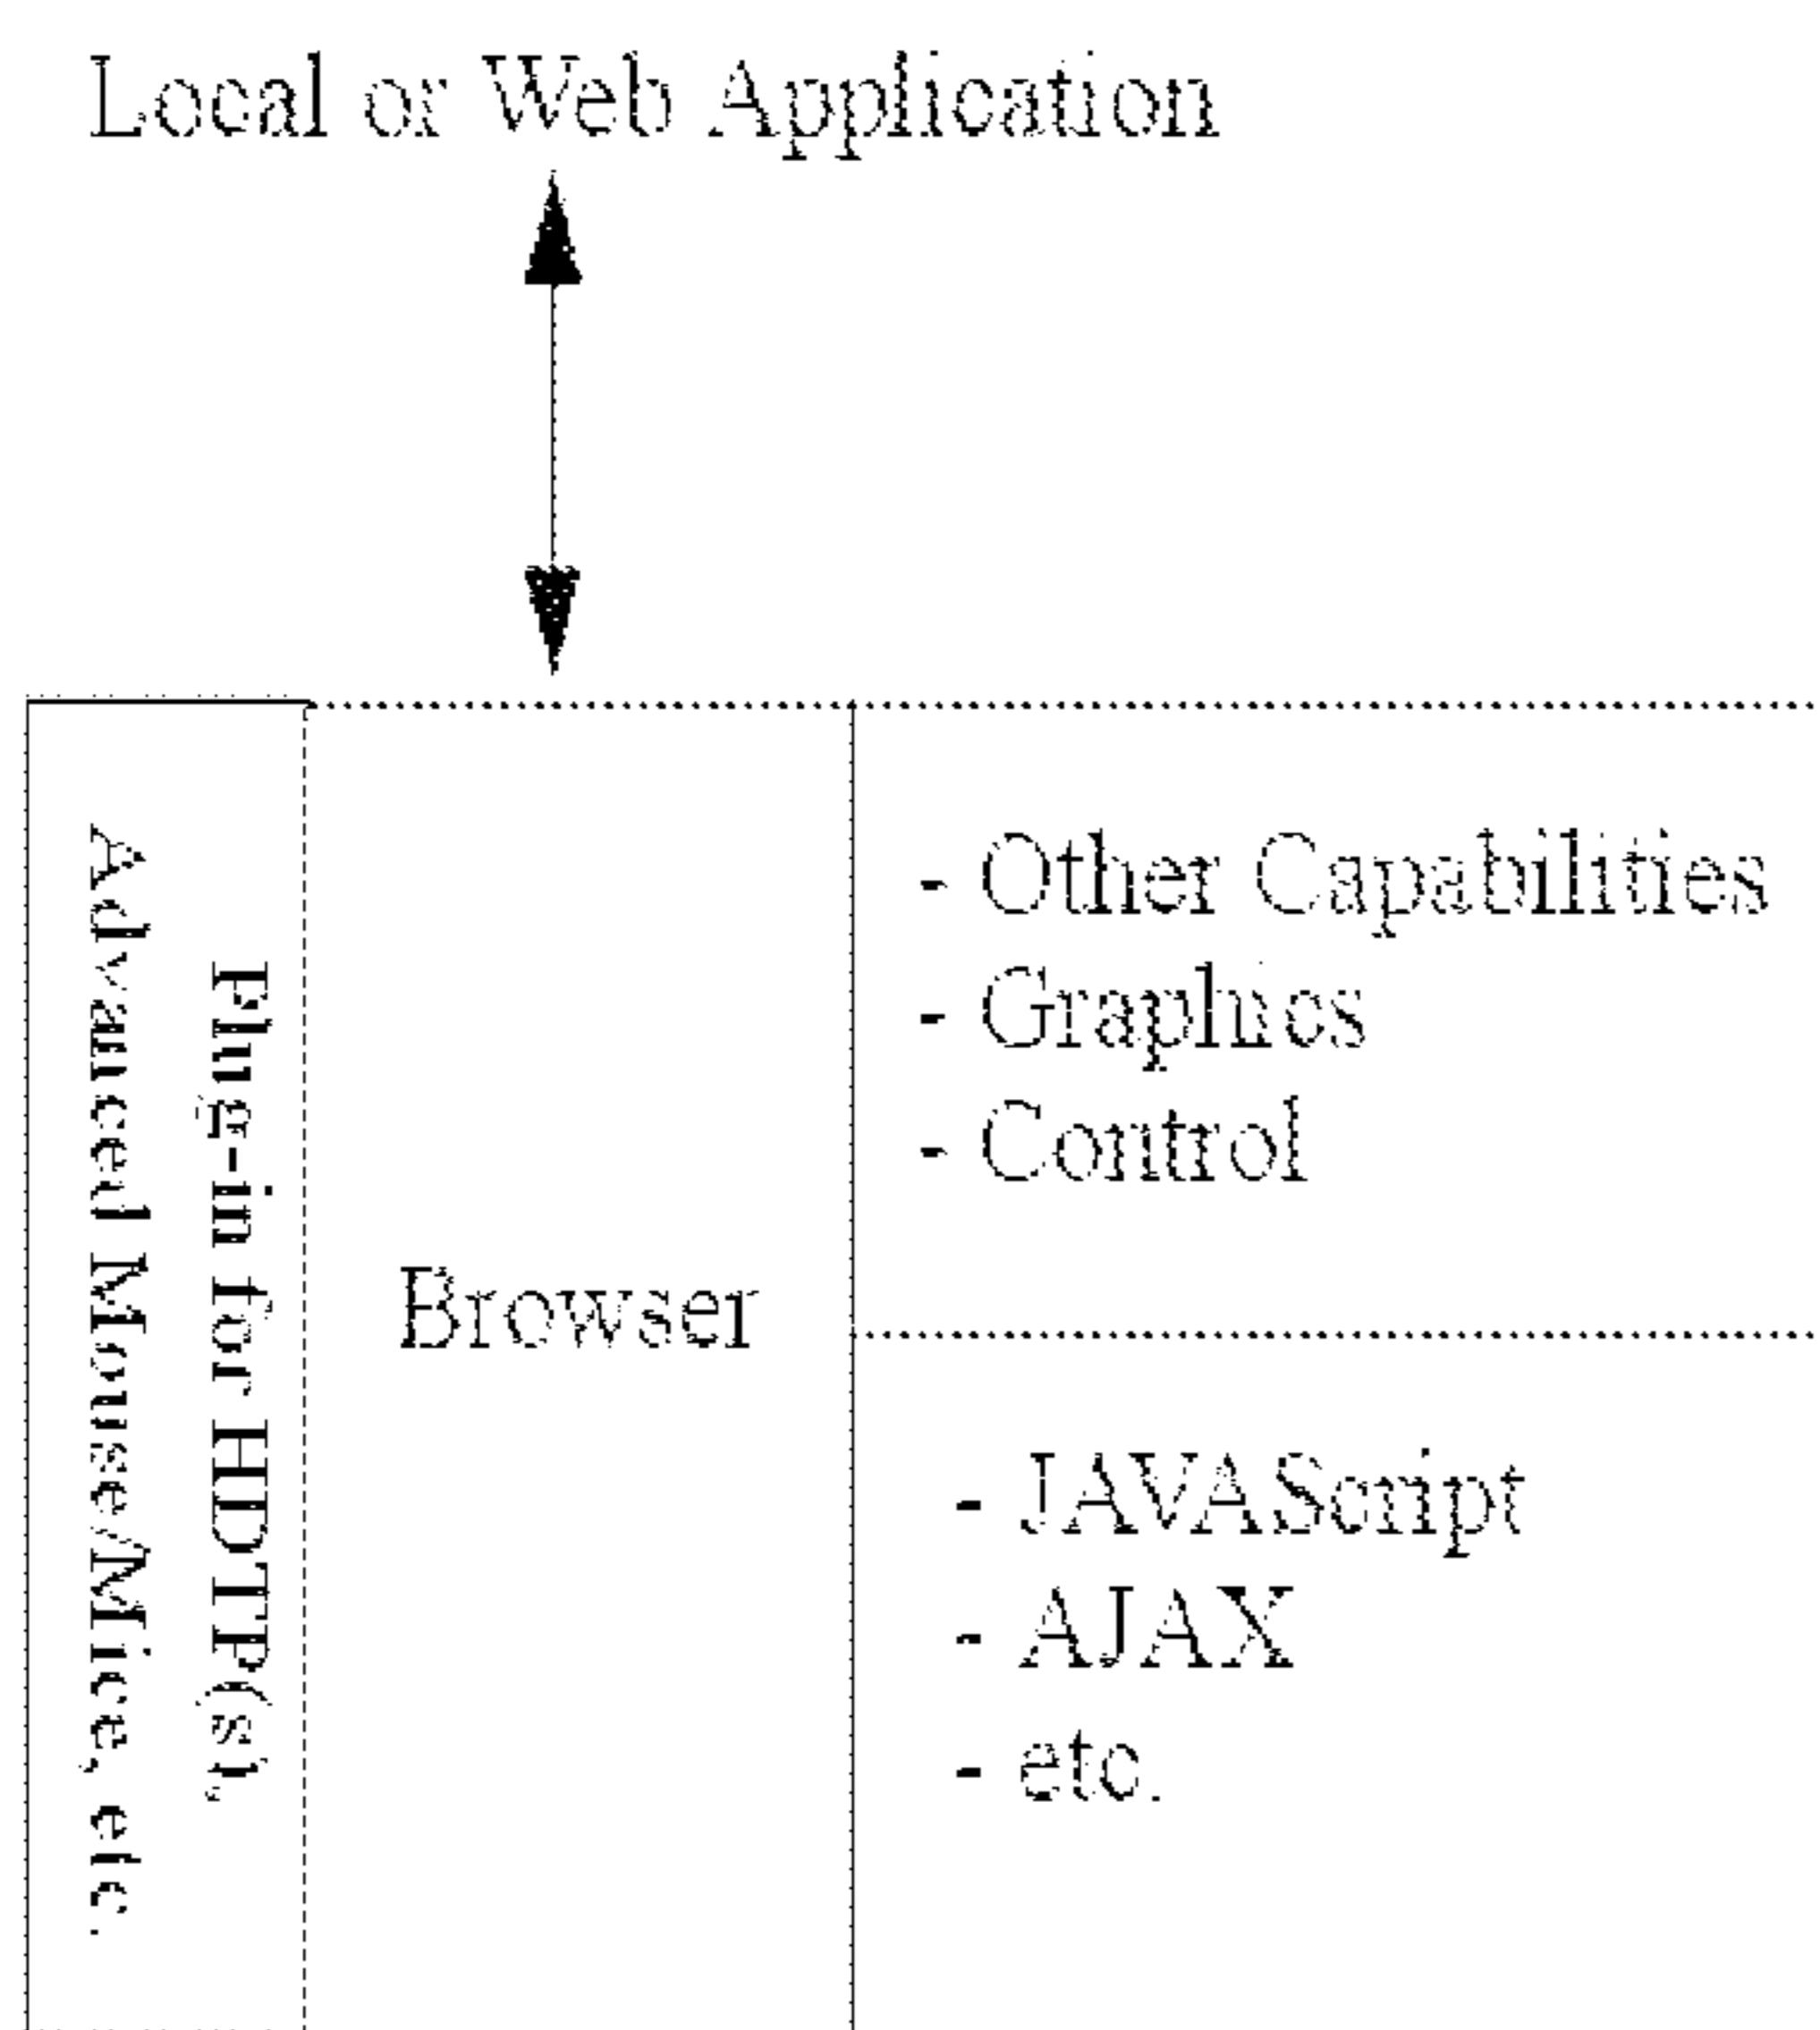 Local or Web Application
Plug-in for HDTP(s),
Advanced Mouse/Mice, etc.
Browser
- Other Capabilities
- Graphics
- Control
- JAVAScript
- AJAX
- etc.